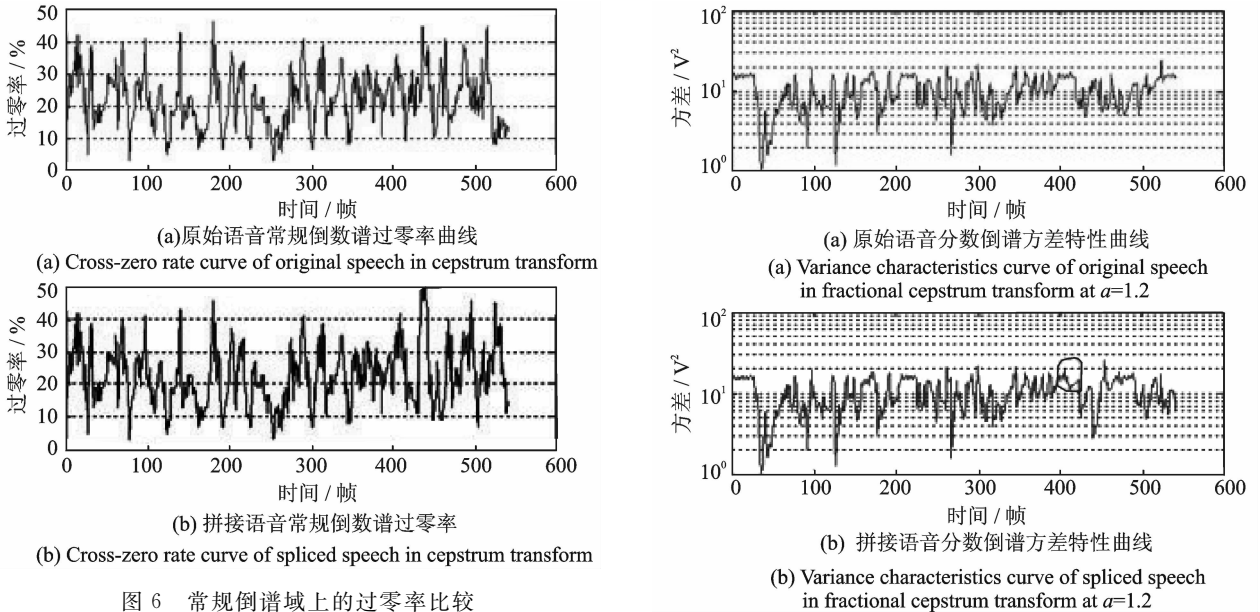 50
40
30
20
10
0
过零率 / %
0 100 200 300 400 500 600
时间 / 帧
(a)原始语音常规倒数谱过零率曲线
(a) Cross-zero rate curve of original speech in cepstrum transform
50
40
30
20
10
0
过零率 / %
0 100 200 300 400 500 600
时间 / 帧
(b) 拼接语音常规倒数谱过零率
(b) Cross-zero rate curve of spliced speech in cepstrum transform
图 6 常规倒谱域上的过零率比较
10²
10¹
10⁰
方差 / V²
0 100 200 300 400 500 600
时间 / 帧
(a) 原始语音分数倒谱方差特性曲线
(a) Variance characteristics curve of original speech
in fractional cepstrum transform at a=1.2
10²
10¹
10⁰
方差 / V²
0 100 200 300 400 500 600
时间 / 帧
(b) 拼接语音分数倒谱方差特性曲线
(b) Variance characteristics curve of spliced speech
in fractional cepstrum transform at a=1.2